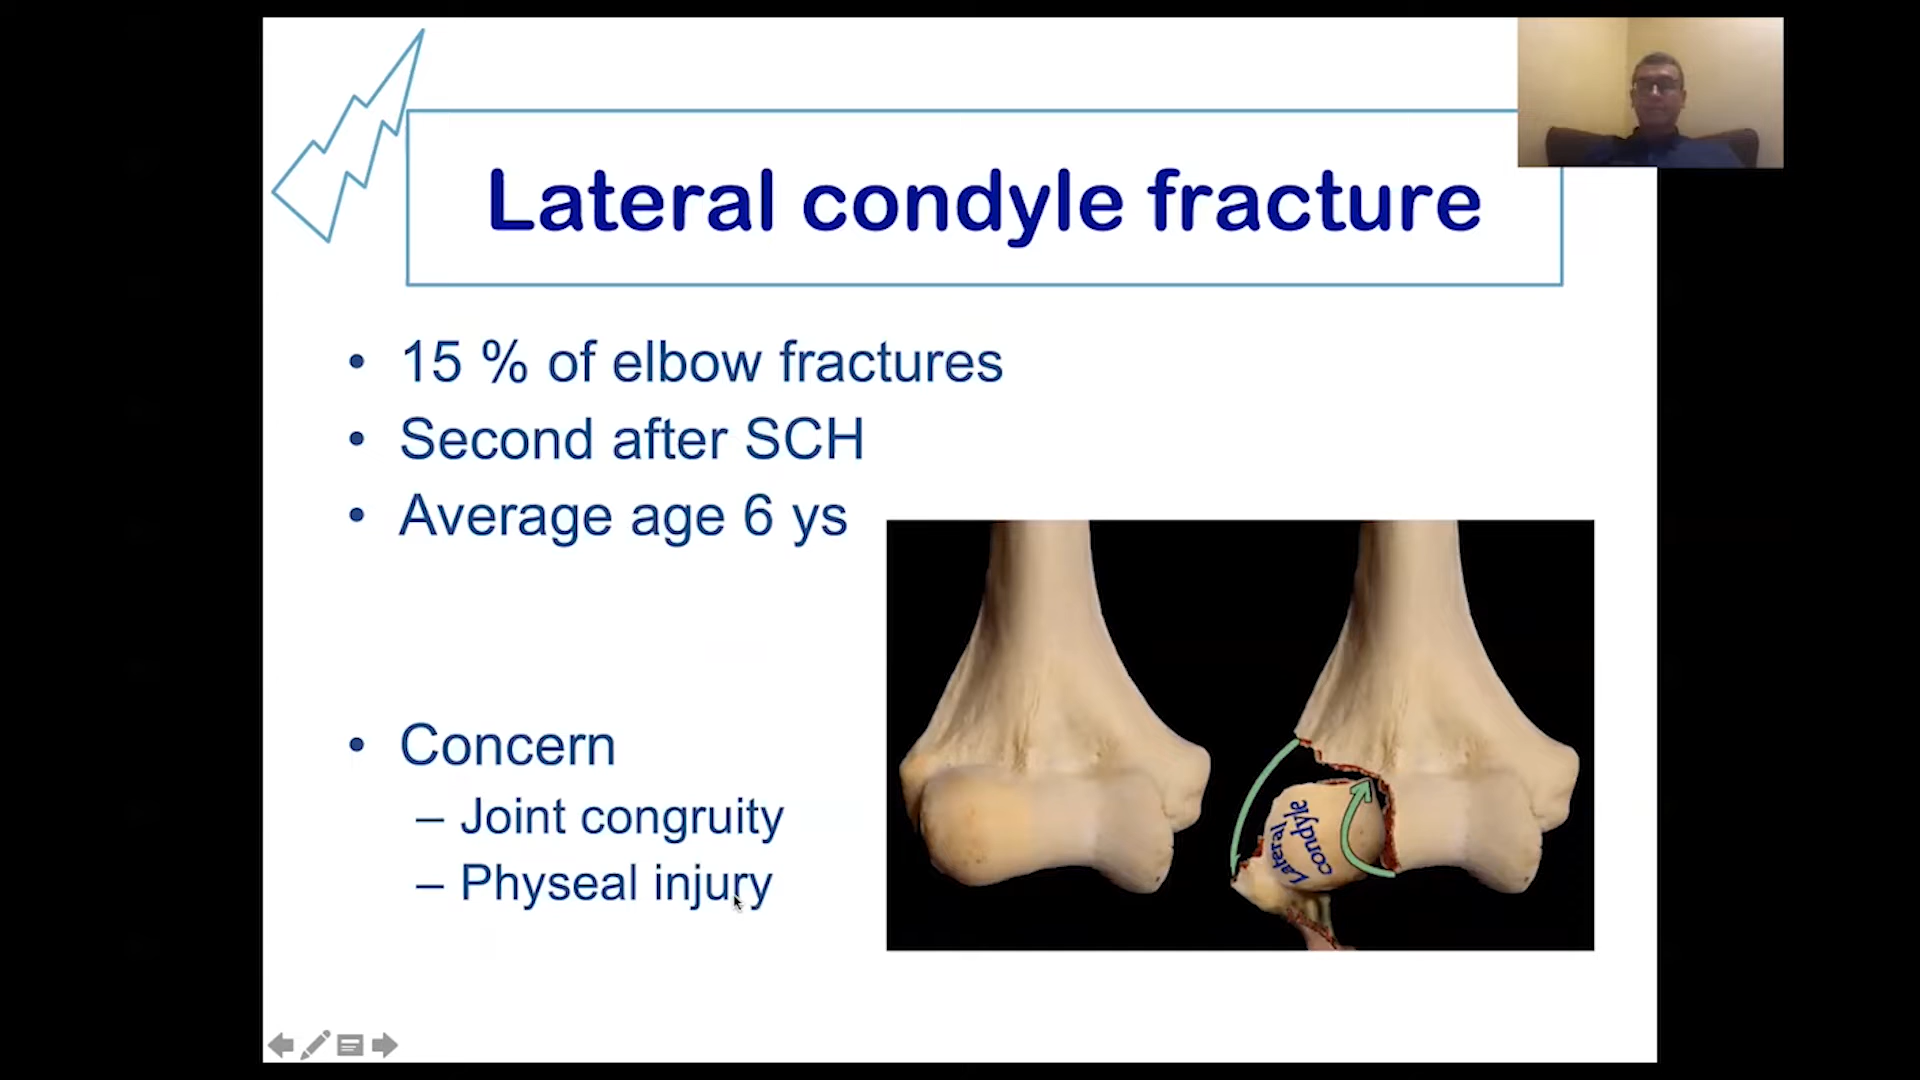 Lateral condyle fracture
• 15 % of elbow fractures
• Second after SCH
• Average age 6 ys
• Concern
– Joint congruity
– Physeal injury
Lateral
condyle